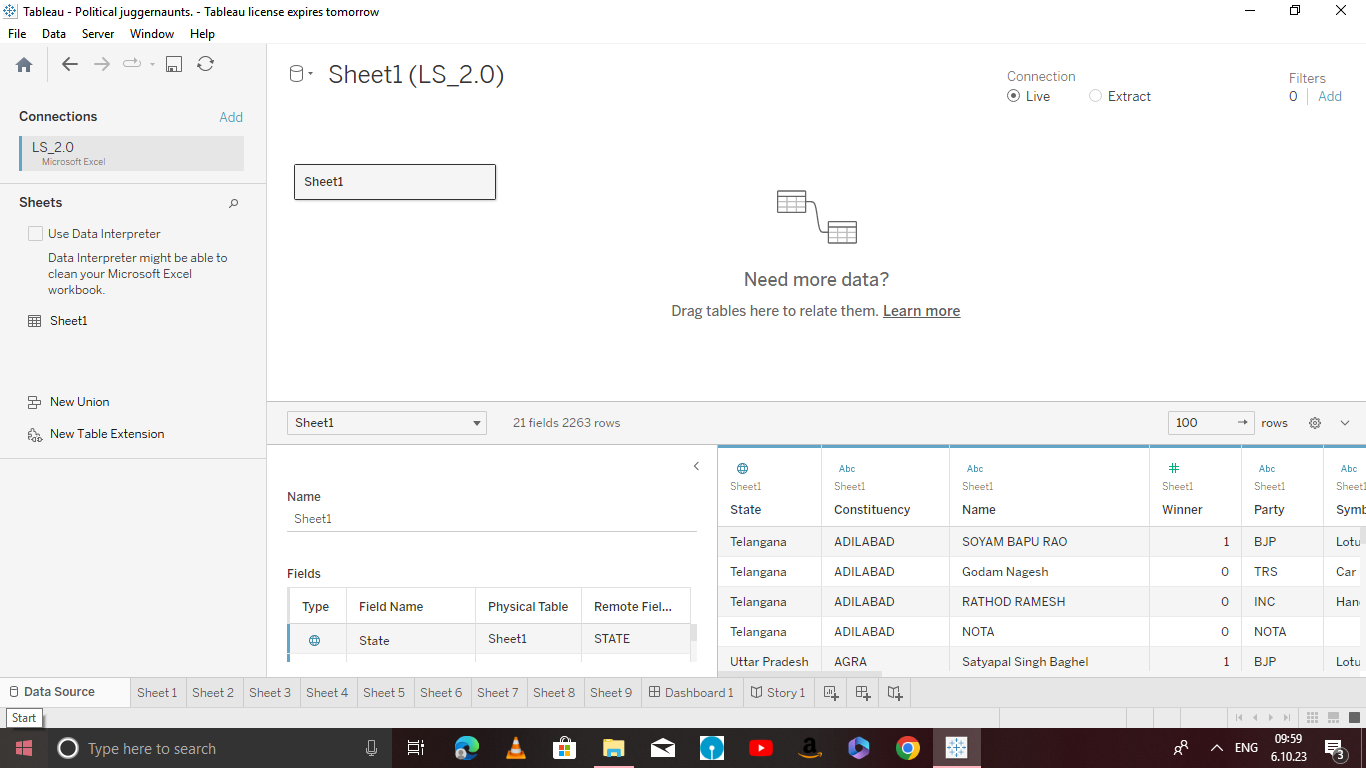 Tableau - Political juggernaunts. - Tableau license expires tomorrow
File Data Server Window Help
Connections Add
LS_2.0
Microsoft Excel
Sheets
Use Data Interpreter
Data Interpreter might be able to
clean your Microsoft Excel
workbook.
Sheet1
New Union
New Table Extension
Sheet1 (LS_2.0)
Connection
Live Extract
Filters
0 Add
Sheet1
Need more data?
Drag tables here to relate them. Learn more
Sheet1 21 fields 2263 rows 100 rows
Name
Sheet1
Fields
Type Field Name Physical Table Remote Fiel...
State Sheet1 STATE
Abc Abc # Abc Abc
Sheet1 Sheet1 Sheet1 Sheet1 Sheet1 Sheet1
State Constituency Name Winner Party Symb
Telangana ADILABAD SOYAM BAPU RAO 1 BJP Lotu
Telangana ADILABAD Godam Nagesh 0 TRS Car
Telangana ADILABAD RATHOD RAMESH 0 INC Han
Telangana ADILABAD NOTA 0 NOTA
Uttar Pradesh AGRA Satyapal Singh Baghel 1 BJP Lotu
Data Source Sheet 1 Sheet 2 Sheet 3 Sheet 4 Sheet 5 Sheet 6 Sheet 7 Sheet 8 Sheet 9 Dashboard 1 Story 1
Start
Type here to search
ENG 09:59
6.10.23
3